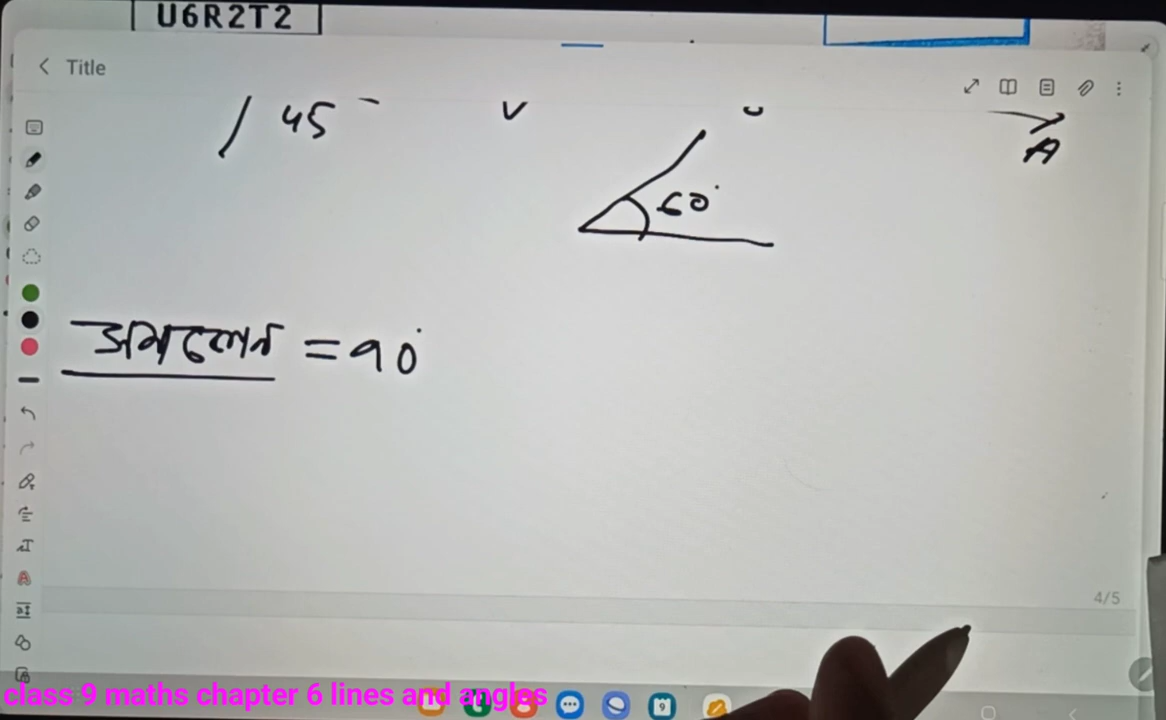 U6R2T2
Title
45
60°
A
সমকোণ = 90°
4/5
class 9 maths chapter 6 lines and angles